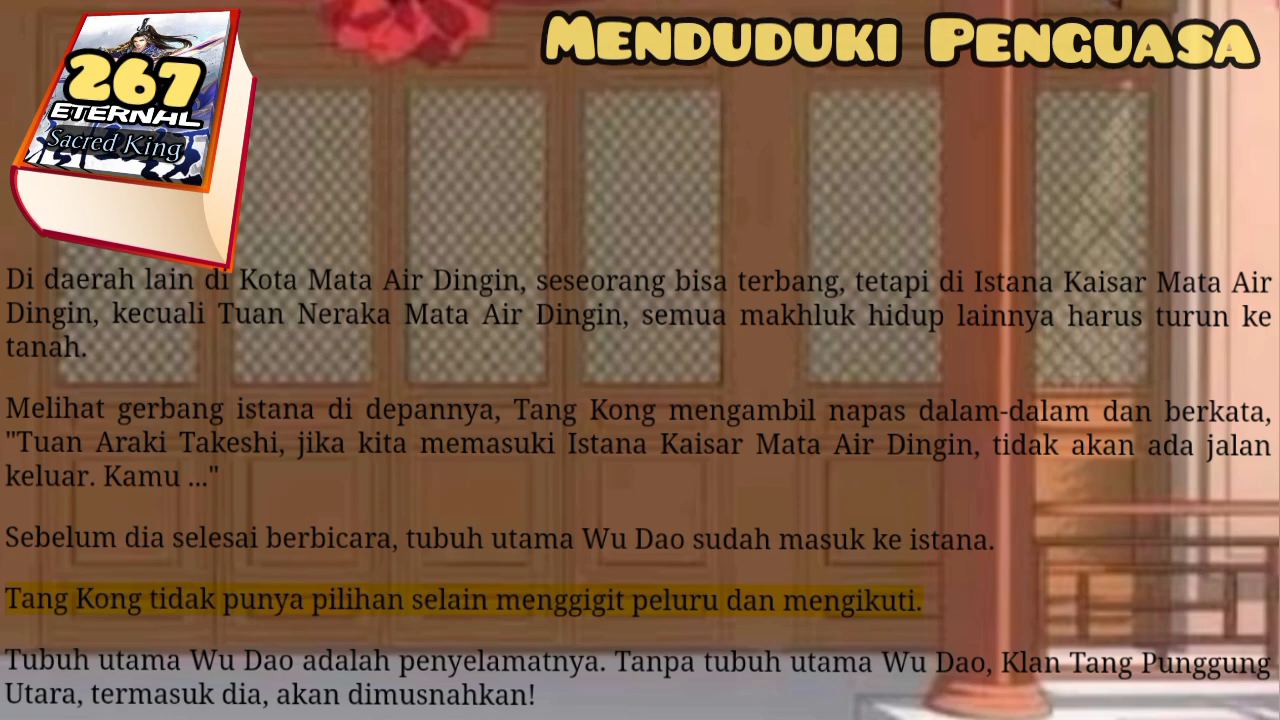 MENDUDUKI PENGUASA
267
ETERNAL
Sacred King
Di daerah lain di Kota Mata Air Dingin, seseorang bisa terbang, tetapi di Istana Kaisar Mata Air
Dingin, kecuali Tuan Neraka Mata Air Dingin, semua makhluk hidup lainnya harus turun ke
tanah.
Melihat gerbang istana di depannya, Tang Kong mengambil napas dalam-dalam dan berkata,
"Tuan Araki Takeshi, jika kita memasuki Istana Kaisar Mata Air Dingin, tidak akan ada jalan
keluar. Kamu ..."
Sebelum dia selesai berbicara, tubuh utama Wu Dao sudah masuk ke istana.
Tang Kong tidak punya pilihan selain menggigit peluru dan mengikuti.
Tubuh utama Wu Dao adalah penyelamatnya. Tanpa tubuh utama Wu Dao, Klan Tang Punggung
Utara, termasuk dia, akan dimusnahkan!